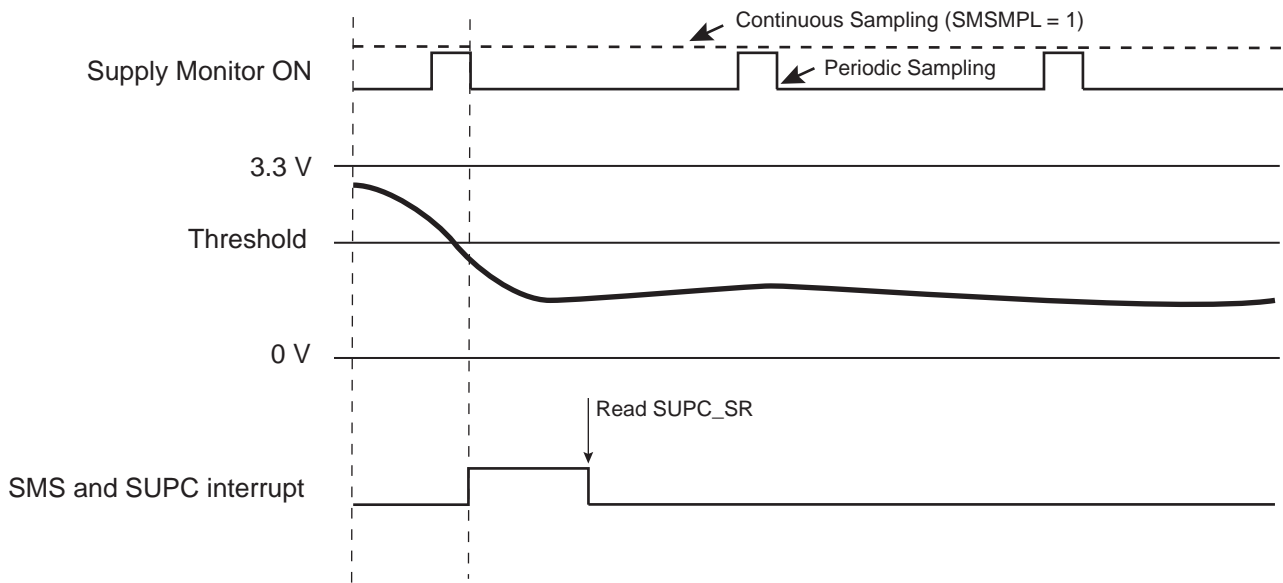 Continuous Sampling (SMSMPL = 1)
Supply Monitor ON
Periodic Sampling
3.3 V
Threshold
0 V
Read SUPC_SR
SMS and SUPC interrupt